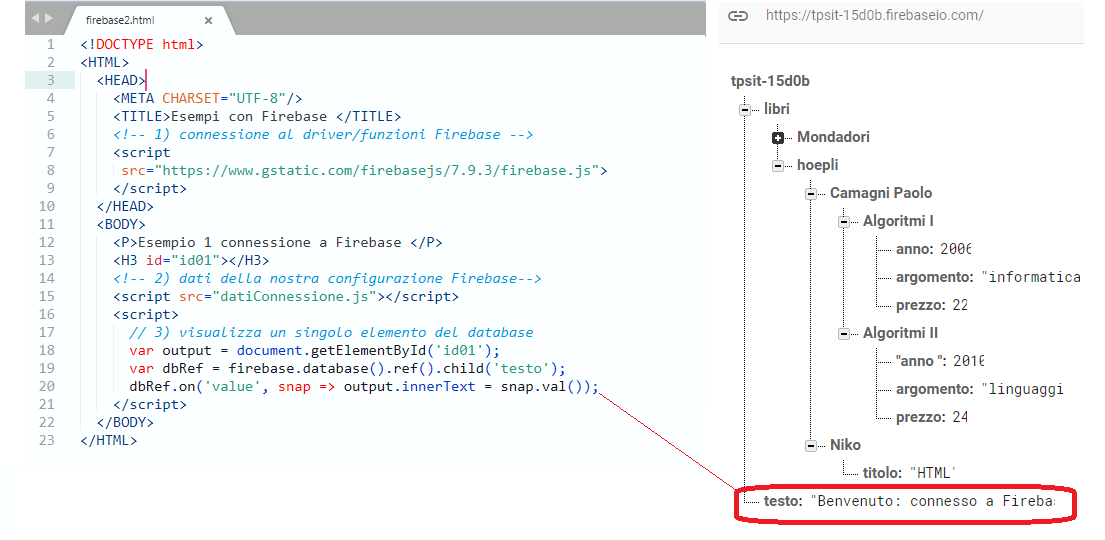 firebase2.html ×
1 <!DOCTYPE html>
2 <HTML>
3 <HEAD>
4 <META CHARSET="UTF-8"/>
5 <TITLE>Esempi con Firebase </TITLE>
6 <!-- 1) connessione al driver/funzioni Firebase -->
7 <script
8 src="https://www.gstatic.com/firebasejs/7.9.3/firebase.js">
9 </script>
10 </HEAD>
11 <BODY>
12 <P>Esempio 1 connessione a Firebase </P>
13 <H3 id="id01"></H3>
14 <!-- 2) dati della nostra configurazione Firebase-->
15 <script src="datiConnessione.js"></script>
16 <script>
17 // 3) visualizza un singolo elemento del database
18 var output = document.getElementById('id01');
19 var dbRef = firebase.database().ref().child('testo');
20 dbRef.on('value', snap => output.innerText = snap.val());
21 </script>
22 </BODY>
23 </HTML>
https://tpsit-15d0b.firebaseio.com/
tpsit-15d0b
libri
Mondadori
hoepli
Camagni Paolo
Algoritmi I
anno: 2006
argomento: "informatica
prezzo: 22
Algoritmi II
"anno ": 2010
argomento: "linguaggi
prezzo: 24
Niko
titolo: "HTML"
testo: "Benvenuto: connesso a Fireba